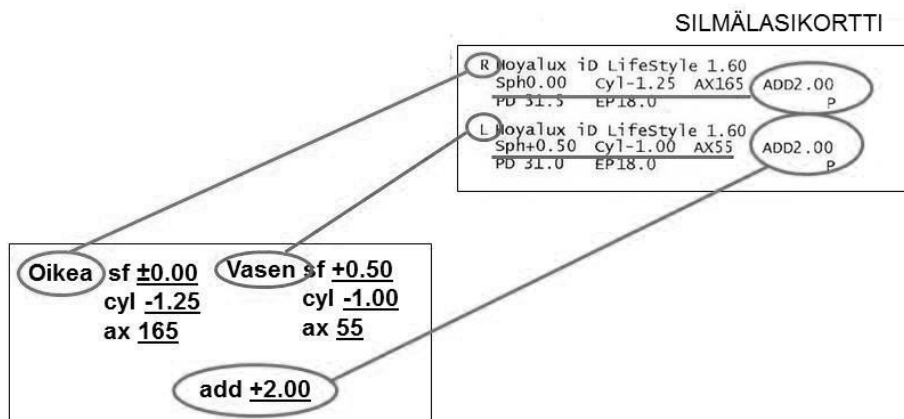 SILMÄLASIKORTTI
R Hoyalux iD LifeStyle 1.60
Sph0.00 Cyl-1.25 AX165 ADD2.00
PD 31.5 EP18.0 P
L Hoyalux iD LifeStyle 1.60
Sph+0.50 Cyl-1.00 AX55 ADD2.00
PD 31.0 EP18.0 P
Oikea sf ±0.00 Vasen sf +0.50
cyl -1.25 cyl -1.00
ax 165 ax 55
add +2.00